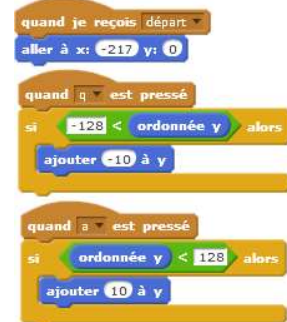 quand je reçois départ
aller à x: -217 y: 0
quand q est pressé
si -128 < ordonnée y alors
ajouter -10 à y
quand a est pressé
si ordonnée y < 128 alors
ajouter 10 à y